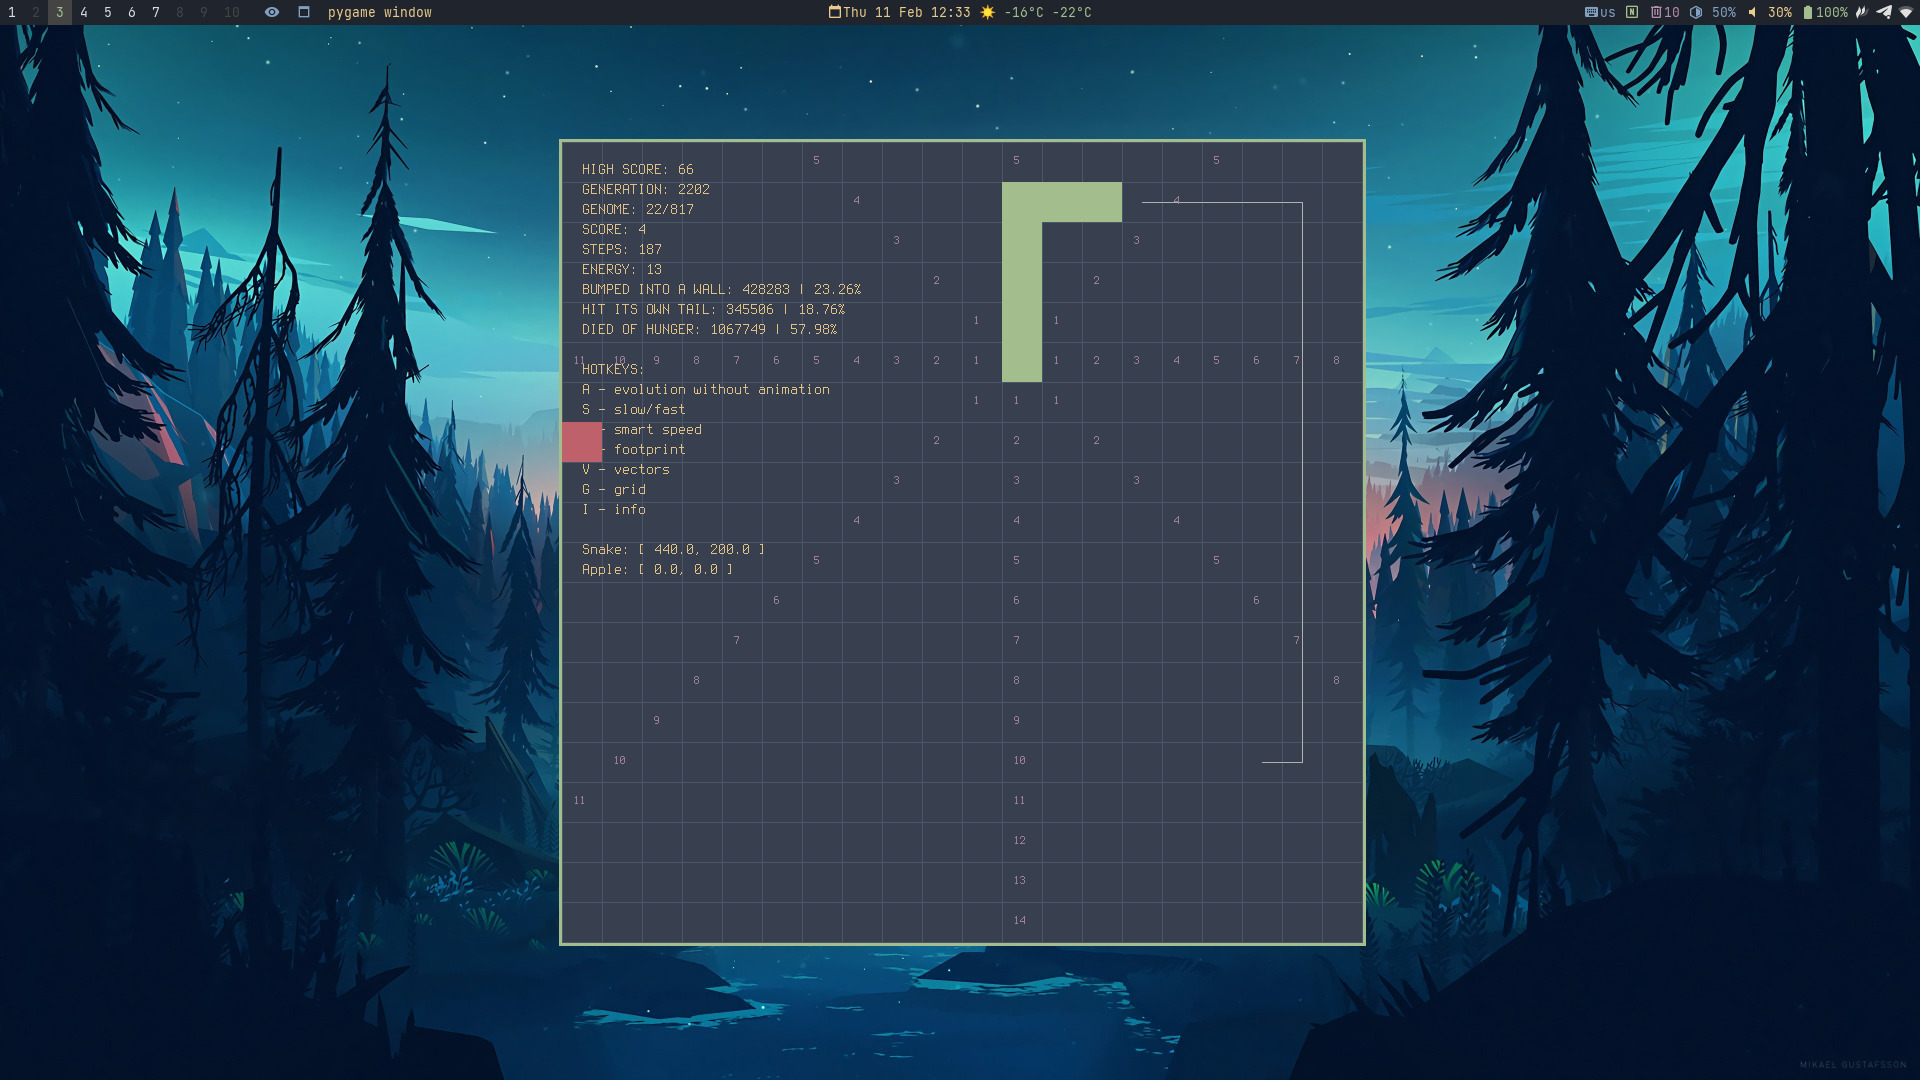 1 2 3 4 5 6 7 8 9 10 pygame window Thu 11 Feb 12:33 -16°C -22°C us N 10 50% 30% 100%
5 5 5
HIGH SCORE: 66
GENERATION: 2202
4 4
GENOME: 22/817
SCORE: 4
3 3
STEPS: 187
ENERGY: 13
2 2
BUMPED INTO A WALL: 428283 | 23.26%
HIT ITS OWN TAIL: 345506 | 18.76%
1 1
DIED OF HUNGER: 1067749 | 57.98%
11 10 9 8 7 6 5 4 3 2 1 1 2 3 4 5 6 7 8
HOTKEYS:
A - evolution without animation
1 1 1
S - slow/fast
- smart speed
2 2 2
- footprint
V - vectors
3 3 3
G - grid
I - info
4 4 4
Snake: [ 440.0, 200.0 ]
5 5 5
Apple: [ 0.0, 0.0 ]
6 6 6
7 7 7
8 8 8
9 9
10 10
11 11
12
13
14
MIKAEL GUSTAFSSON